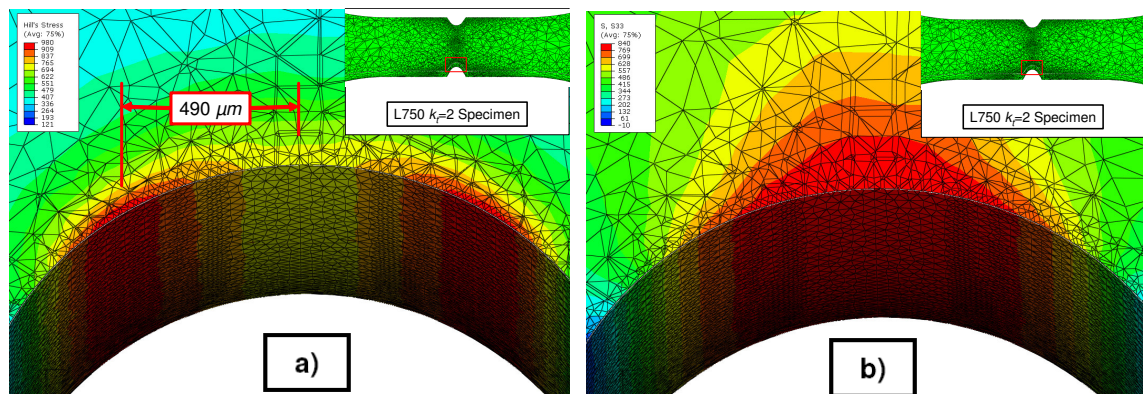 Hill's Stress
(Avg: 75%)
980
909
837
765
694
622
551
479
407
336
264
193
121
490 μm
L750 kt=2 Specimen
a)
S, S33
(Avg: 75%)
840
769
699
628
557
486
415
344
273
202
132
61
-10
L750 kt=2 Specimen
b)